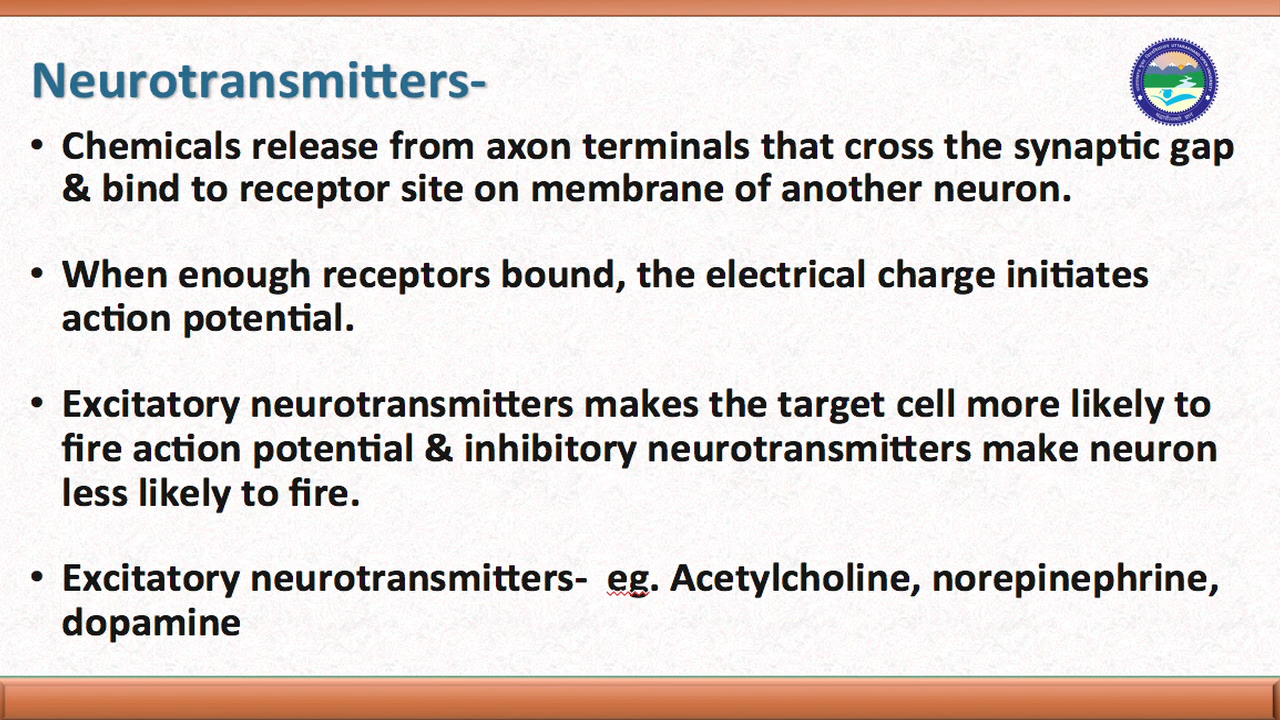 Neurotransmitters-
• Chemicals release from axon terminals that cross the synaptic gap
& bind to receptor site on membrane of another neuron.
• When enough receptors bound, the electrical charge initiates
action potential.
• Excitatory neurotransmitters makes the target cell more likely to
fire action potential & inhibitory neurotransmitters make neuron
less likely to fire.
• Excitatory neurotransmitters-  eg. Acetylcholine, norepinephrine,
dopamine